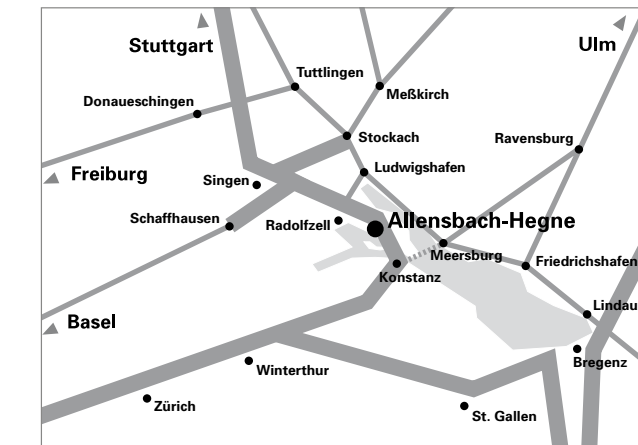 Stuttgart
Ulm
Tuttlingen
Meßkirch
Donaueschingen
Stockach
Ravensburg
Ludwigshafen
Freiburg
Singen
Schaffhausen
Radolfzell
Allensbach-Hegne
Meersburg
Friedrichshafen
Konstanz
Lindau
Basel
Bregenz
Winterthur
Zürich
St. Gallen